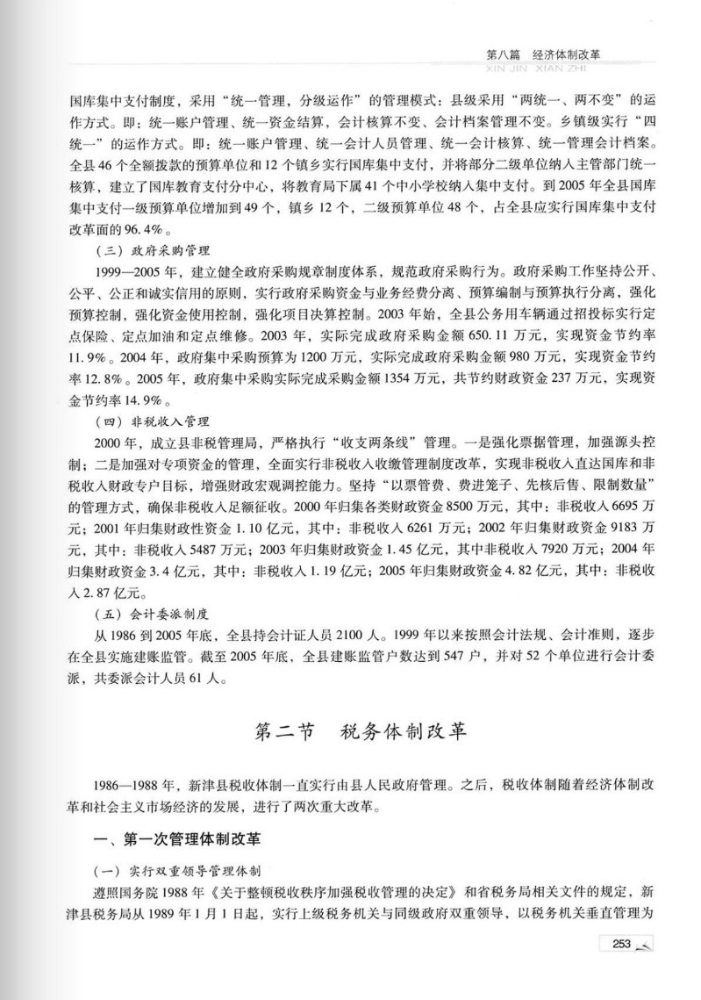 第八篇 经济体制改革
XIN JIN XIAN ZHI
国库集中支付制度，采用“统一管理，分级运作”的管理模式：县级采用“两统一、两不变”的运
作方式。即：统一账户管理、统一资金结算，会计核算不变、会计档案管理不变。乡镇级实行“四
统一”的运作方式。即：统一账户管理、统一会计人员管理、统一会计核算、统一管理会计档案。
全县46个全额拨款的预算单位和12个镇乡实行国库集中支付，并将部分二级单位纳入主管部门统一
核算，建立了国库教育支付分中心，将教育局下属41个中小学校纳入集中支付。到2005年全县国库
集中支付一级预算单位增加到49个，镇乡12个，二级预算单位48个，占全县应实行国库集中支付
改革面的96.4%。
（三）政府采购管理
1999—2005年，建立健全政府采购规章制度体系，规范政府采购行为。政府采购工作坚持公开、
公平、公正和诚实信用的原则，实行政府采购资金与业务经费分离、预算编制与预算执行分离，强化
预算控制，强化资金使用控制，强化项目决算控制。2003年始，全县公务用车辆通过招投标实行定
点保险、定点加油和定点维修。2003年，实际完成政府采购金额650.11万元，实现资金节约率
11.9%。2004年，政府集中采购预算为1200万元，实际完成政府采购金额980万元，实现资金节约
率12.8%。2005年，政府集中采购实际完成采购金额1354万元，共节约财政资金237万元，实现资
金节约率14.9%。
（四）非税收入管理
2000年，成立县非税管理局，严格执行“收支两条线”管理。一是强化票据管理，加强源头控
制；二是加强对专项资金的管理，全面实行非税收入收缴管理制度改革，实现非税收入直达国库和非
税收入财政专户目标，增强财政宏观调控能力。坚持“以票管费、费进笼子、先核后售、限制数量”
的管理方式，确保非税收入足额征收。2000年归集各类财政资金8500万元，其中：非税收入6695万
元；2001年归集财政性资金1.10亿元，其中：非税收入6261万元；2002年归集财政资金9183万
元，其中：非税收入5487万元；2003年归集财政资金1.45亿元，其中非税收入7920万元；2004年
归集财政资金3.4亿元，其中：非税收入1.19亿元；2005年归集财政资金4.82亿元，其中：非税收
入2.87亿元。
（五）会计委派制度
从1986到2005年底，全县持会计证人员2100人。1999年以来按照会计法规、会计准则，逐步
在全县实施建账监管。截至2005年底，全县建账监管户数达到547户，并对52个单位进行会计委
派，共委派会计人员61人。
第二节 税务体制改革
1986—1988年，新津县税收体制一直实行由县人民政府管理。之后，税收体制随着经济体制改
革和社会主义市场经济的发展，进行了两次重大改革。
一、第一次管理体制改革
（一）实行双重领导管理体制
遵照国务院1988年《关于整顿税收秩序加强税收管理的决定》和省税务局相关文件的规定，新
津县税务局从1989年1月1日起，实行上级税务机关与同级政府双重领导，以税务机关垂直管理为
253